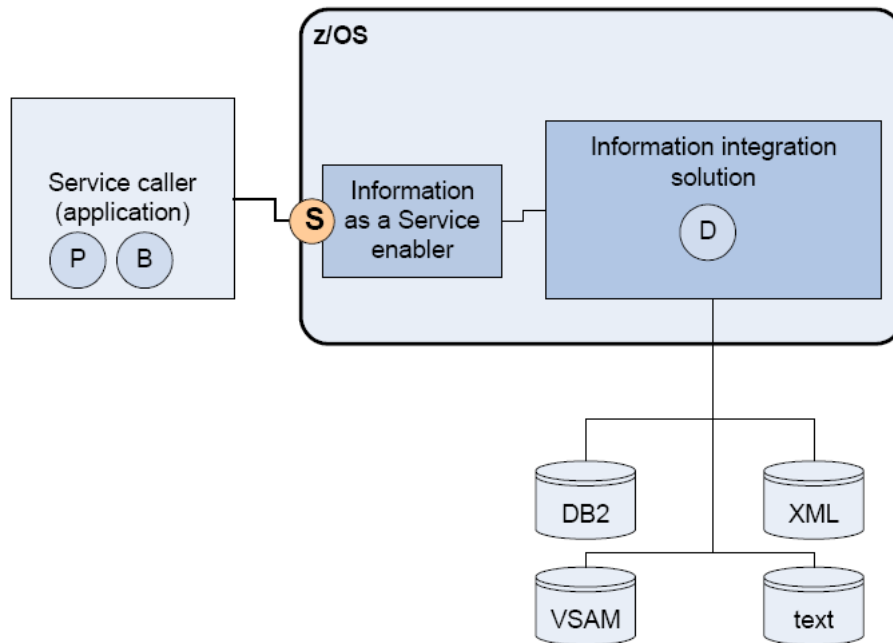 z/OS
Service caller
(application)
P
B
S
Information
as a Service
enabler
Information integration
solution
D
DB2
XML
VSAM
text